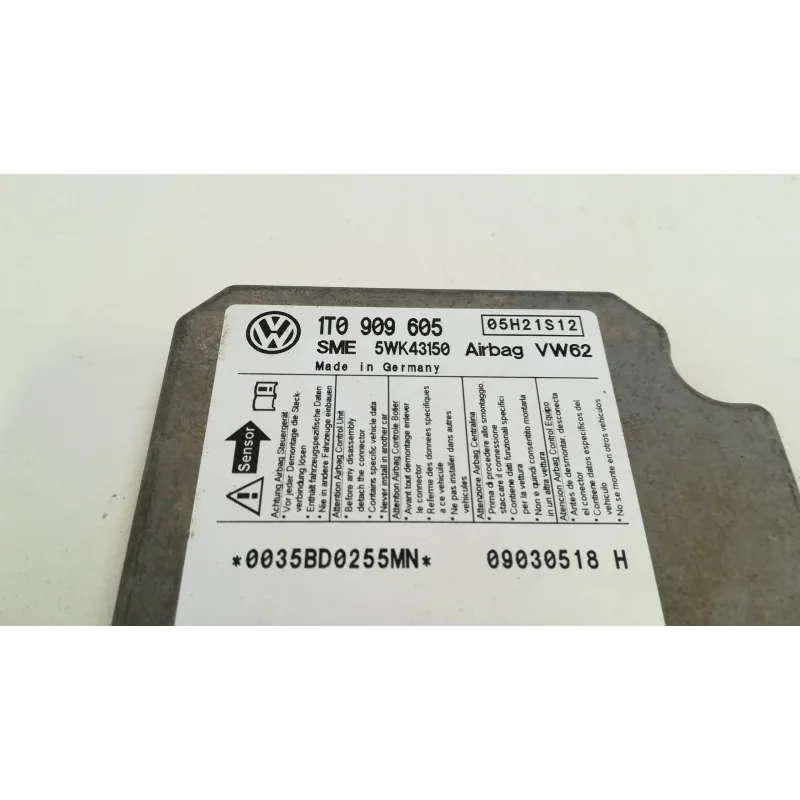 1T0 909 605
05H21S12
SME 5WK43150 Airbag VW62
Made in Germany
Sensor
Achtung Airbag Steuergerät
• Vor jeder Demontage die Steck-
verbindung lösen
• Enthält fahrzeugspezifische Daten
• Nie in andere Fahrzeuge einbauen
Attention Airbag Control Unit
• Before any disassembly
detach the connector
• Contains specific vehicle data
• Never install in another car
Attention Airbag Controle Boîtier
• Avant tout demontage enlever
le connector
• Referme des donnees specifiques
a ce vehicule
• Ne pas installer dans autres
vehicules
Attenzione Airbag Centralina
• Prima di procedere allo smontaggio,
staccare il connessione
• Contiene dati funzionali specifici
per la vettura
• Non e quindi consentito montarla
in un altra vettura
Atencion Airbag Control Equipo
• Antes de desmontar, desconecta
el conector
• Contiene datos especificos del
vehiculo
• No se monte en otros vehiculos
*0035BD0255MN*
09030518 H